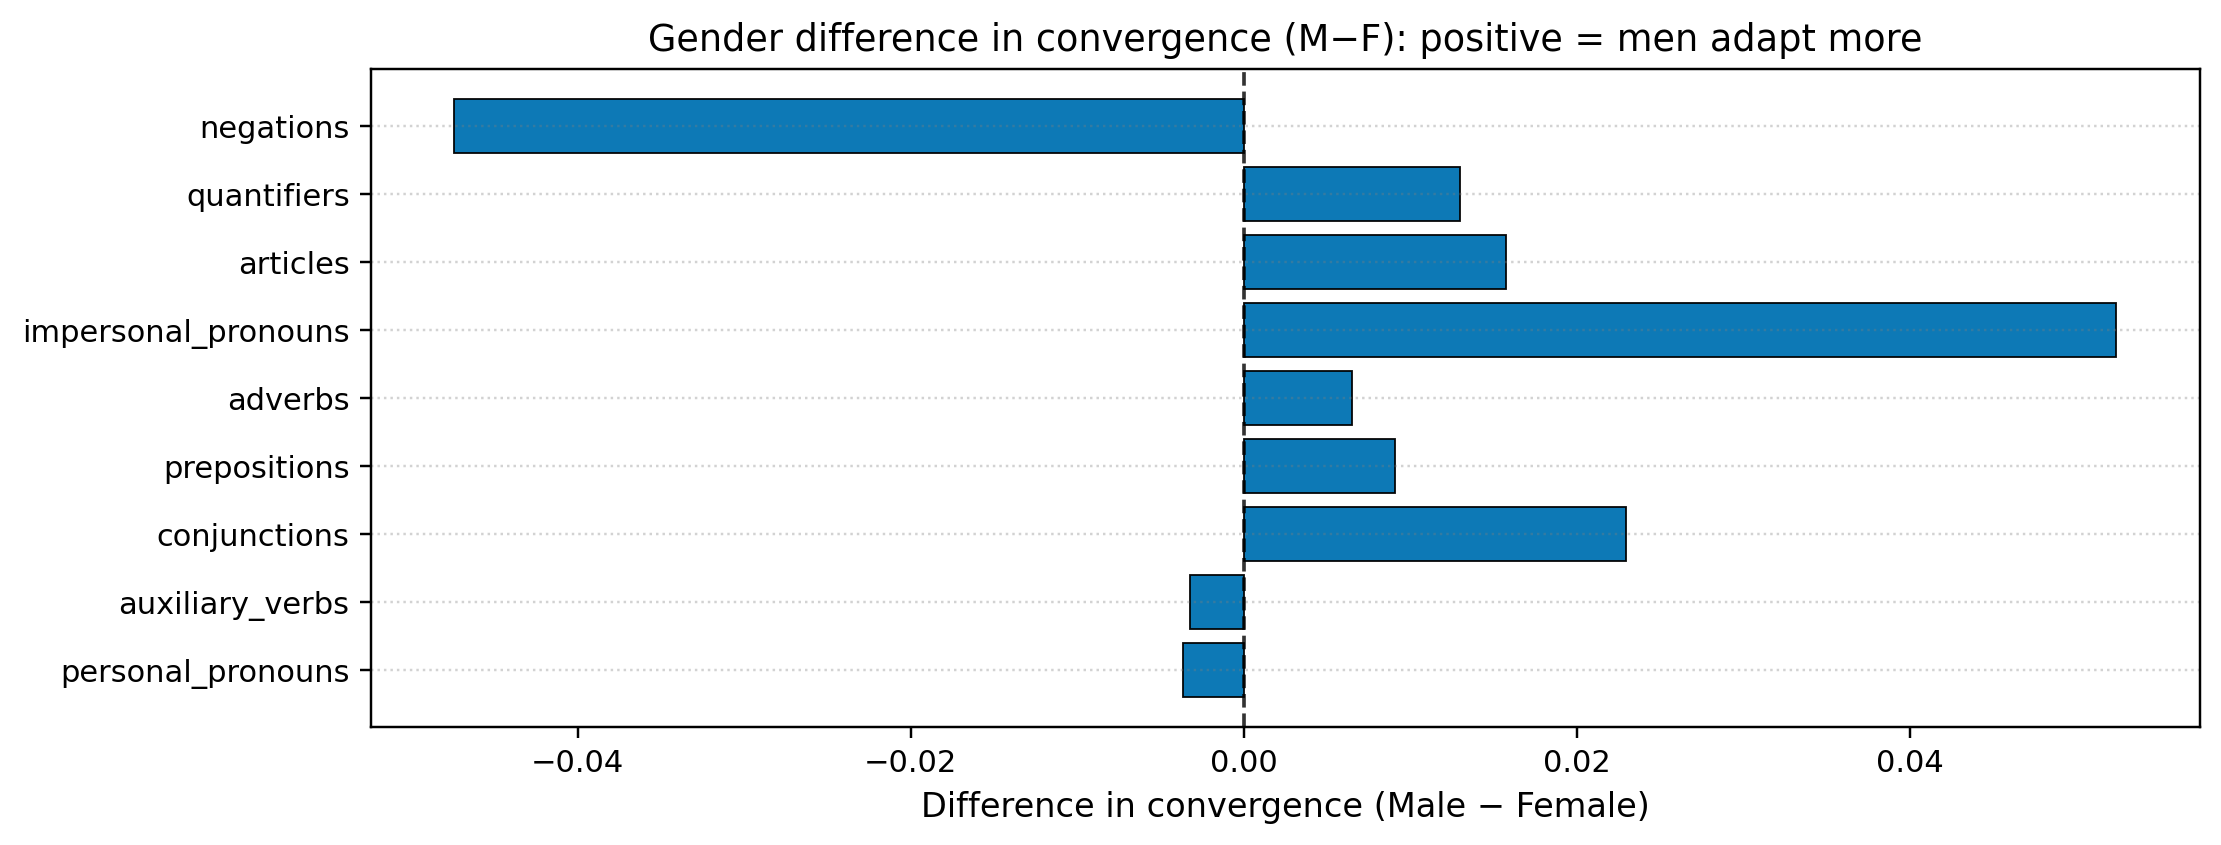 Gender difference in convergence (M−F): positive = men adapt more
negations
quantifiers
articles
impersonal_pronouns
adverbs
prepositions
conjunctions
auxiliary_verbs
personal_pronouns
−0.04 −0.02 0.00 0.02 0.04
Difference in convergence (Male − Female)